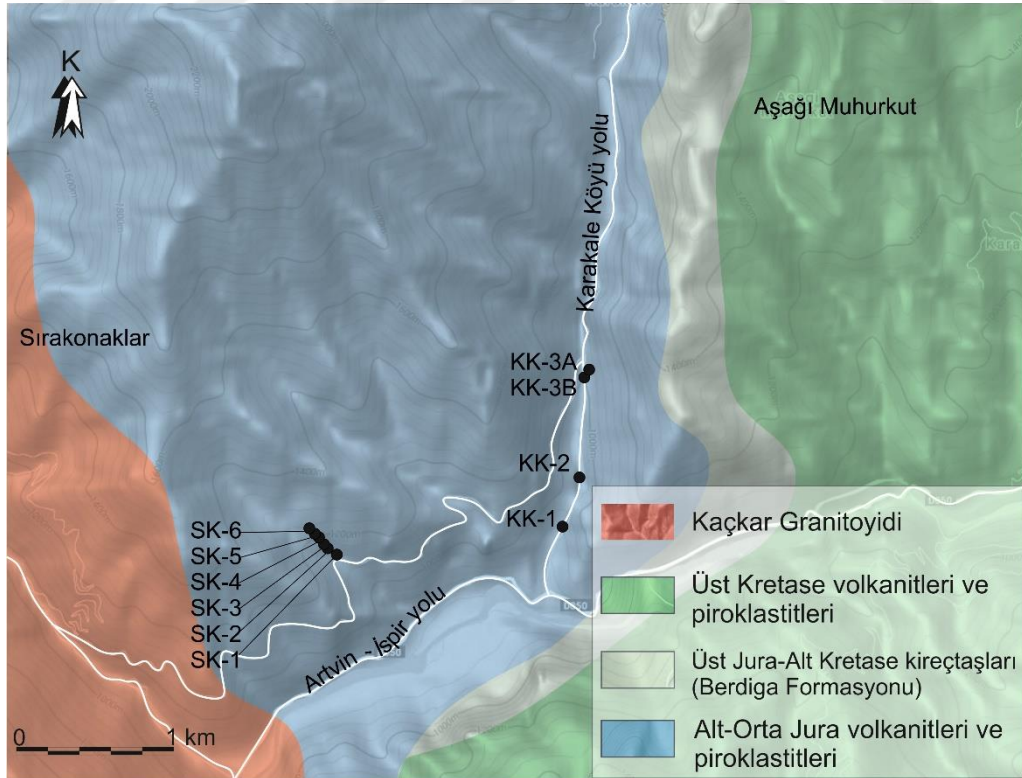 K
Aşağı Muhurkut
Karakale Köyü yolu
Sırakonaklar
KK-3A
KK-3B
KK-2
KK-1
SK-6
SK-5
SK-4
SK-3
SK-2
SK-1
Artvin - İspir yolu
D950
D950
Kaçkar Granitoyidi
Üst Kretase volkanitleri ve
piroklastitleri
Üst Jura-Alt Kretase kireçtaşları
(Berdiga Formasyonu)
Alt-Orta Jura volkanitleri ve
piroklastitleri
0 1 km